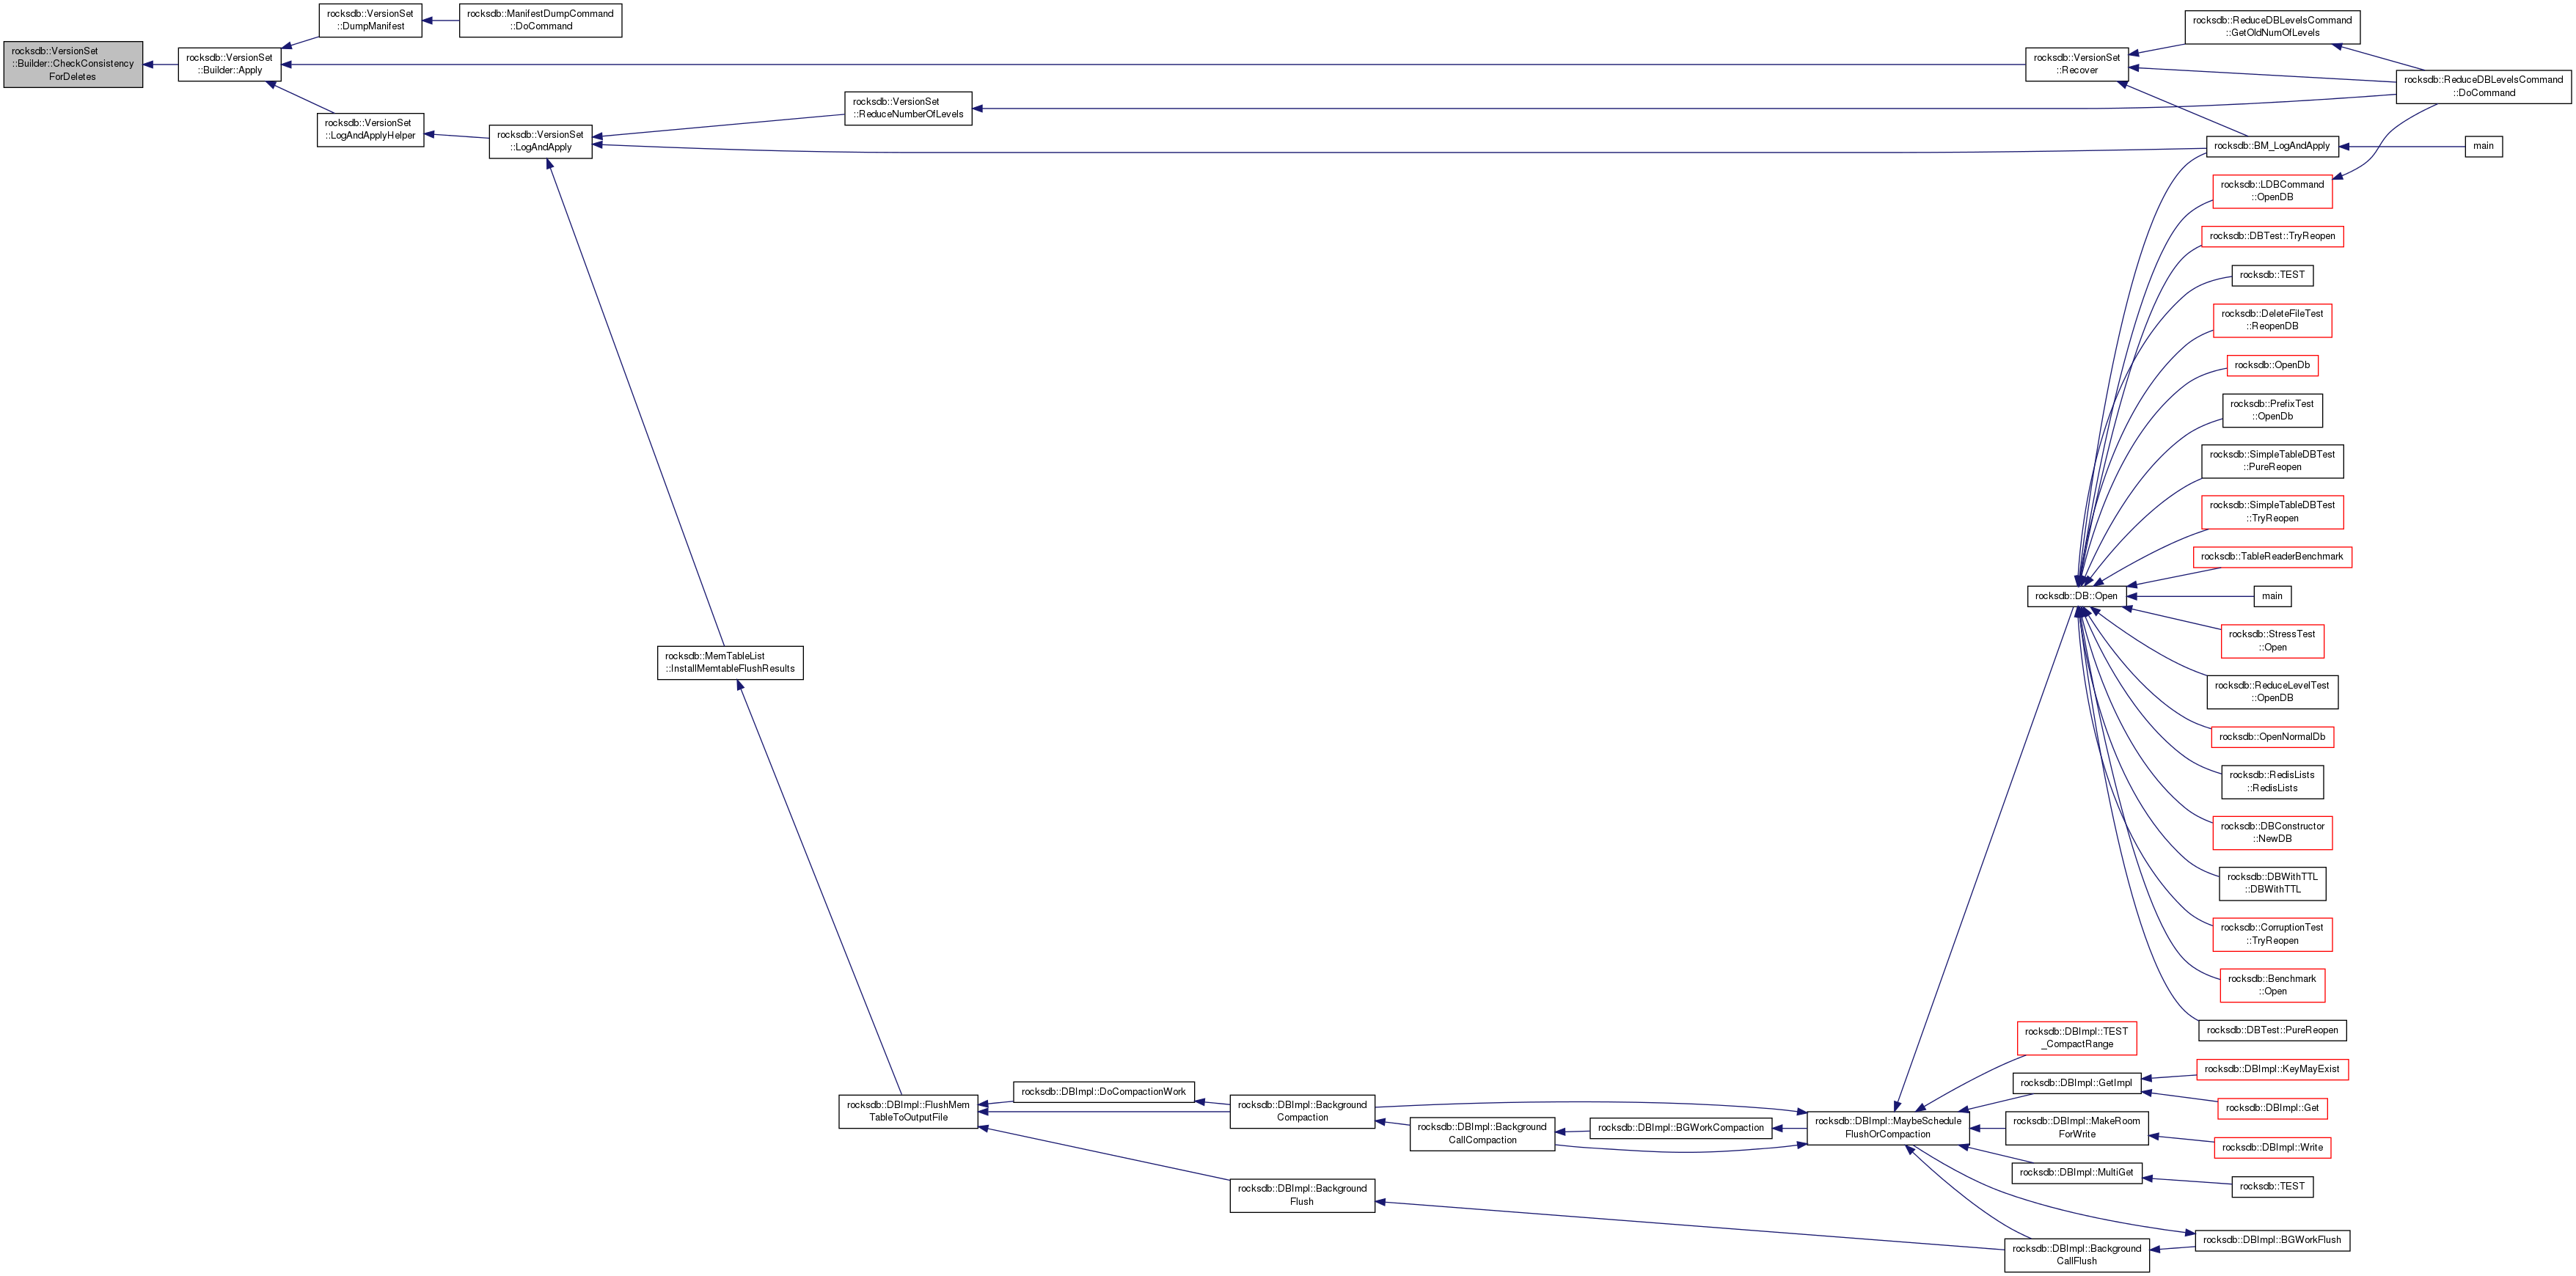 rocksdb::VersionSet
::Builder::CheckConsistency
ForDeletes
rocksdb::VersionSet
::Builder::Apply
rocksdb::VersionSet
::DumpManifest
rocksdb::ManifestDumpCommand
::DoCommand
rocksdb::VersionSet
::LogAndApplyHelper
rocksdb::VersionSet
::LogAndApply
rocksdb::VersionSet
::ReduceNumberOfLevels
rocksdb::VersionSet
::Recover
rocksdb::ReduceDBLevelsCommand
::GetOldNumOfLevels
rocksdb::ReduceDBLevelsCommand
::DoCommand
rocksdb::BM_LogAndApply
main
rocksdb::LDBCommand
::OpenDB
rocksdb::DBTest::TryReopen
rocksdb::TEST
rocksdb::DeleteFileTest
::ReopenDB
rocksdb::OpenDb
rocksdb::PrefixTest
::OpenDb
rocksdb::SimpleTableDBTest
::PureReopen
rocksdb::SimpleTableDBTest
::TryReopen
rocksdb::TableReaderBenchmark
rocksdb::DB::Open
main
rocksdb::StressTest
::Open
rocksdb::ReduceLevelTest
::OpenDB
rocksdb::OpenNormalDb
rocksdb::RedisLists
::RedisLists
rocksdb::DBConstructor
::NewDB
rocksdb::DBWithTTL
::DBWithTTL
rocksdb::CorruptionTest
::TryReopen
rocksdb::Benchmark
::Open
rocksdb::DBTest::PureReopen
rocksdb::MemTableList
::InstallMemtableFlushResults
rocksdb::DBImpl::FlushMem
TableToOutputFile
rocksdb::DBImpl::DoCompactionWork
rocksdb::DBImpl::Background
Compaction
rocksdb::DBImpl::Background
CallCompaction
rocksdb::DBImpl::BGWorkCompaction
rocksdb::DBImpl::MaybeSchedule
FlushOrCompaction
rocksdb::DBImpl::TEST
_CompactRange
rocksdb::DBImpl::GetImpl
rocksdb::DBImpl::KeyMayExist
rocksdb::DBImpl::Get
rocksdb::DBImpl::MakeRoom
ForWrite
rocksdb::DBImpl::Write
rocksdb::DBImpl::MultiGet
rocksdb::TEST
rocksdb::DBImpl::Background
Flush
rocksdb::DBImpl::Background
CallFlush
rocksdb::DBImpl::BGWorkFlush